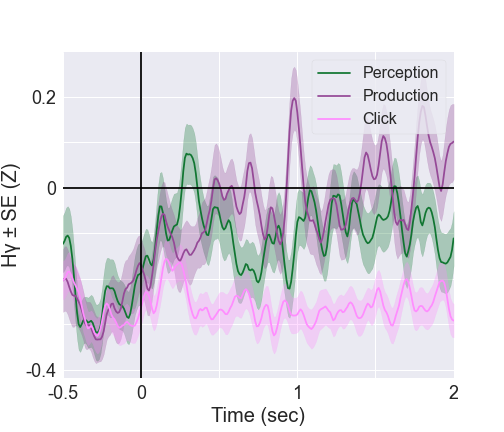 Perception
Production
Click
0.2
0
-0.4
Hγ ± SE (Z)
-0.5 0 1 2
Time (sec)